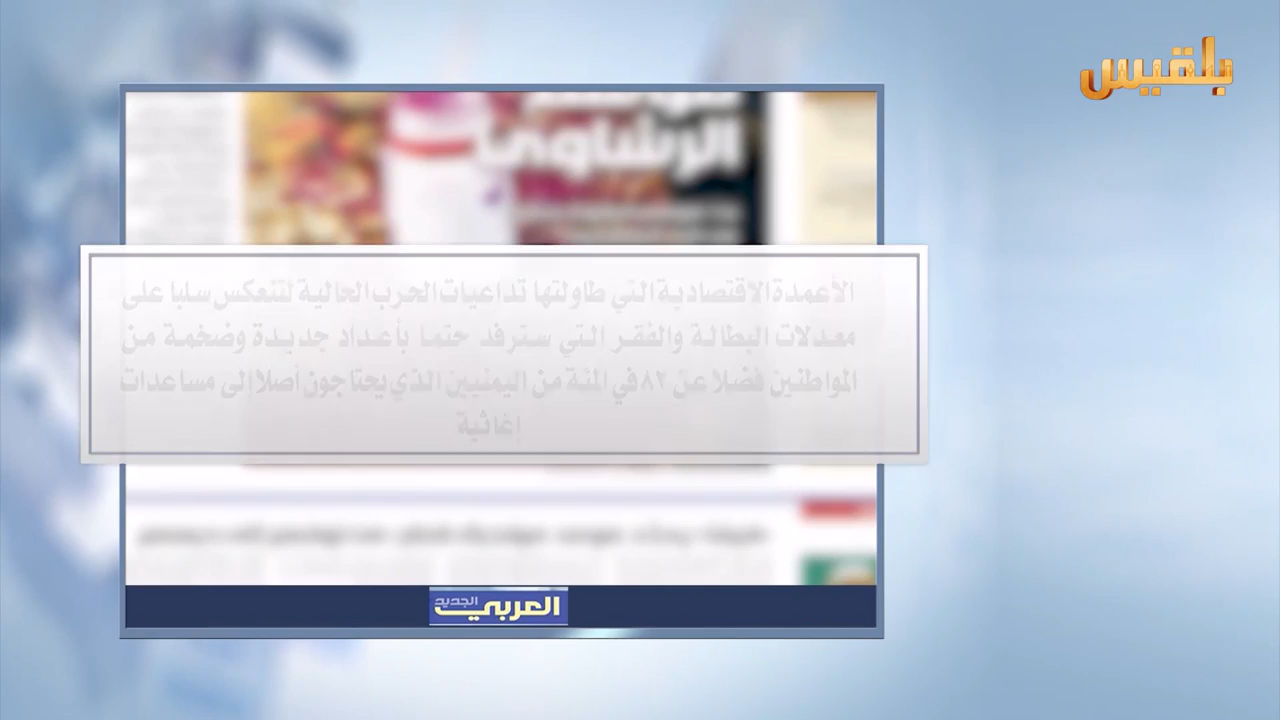 بلقيس
الرشاوى
الأعمدة الاقتصادية التي طاولتها تداعيات الحرب الحالية لتنعكس سلبا على
معدلات البطالة والفقر التي سترفد حتما بأعداد جديدة وضخمة من
المواطنين فضلا عن ٨٢ في المئة من اليمنيين الذي يحتاجون أصلا الى مساعدات
إغاثية
العربي الجديد